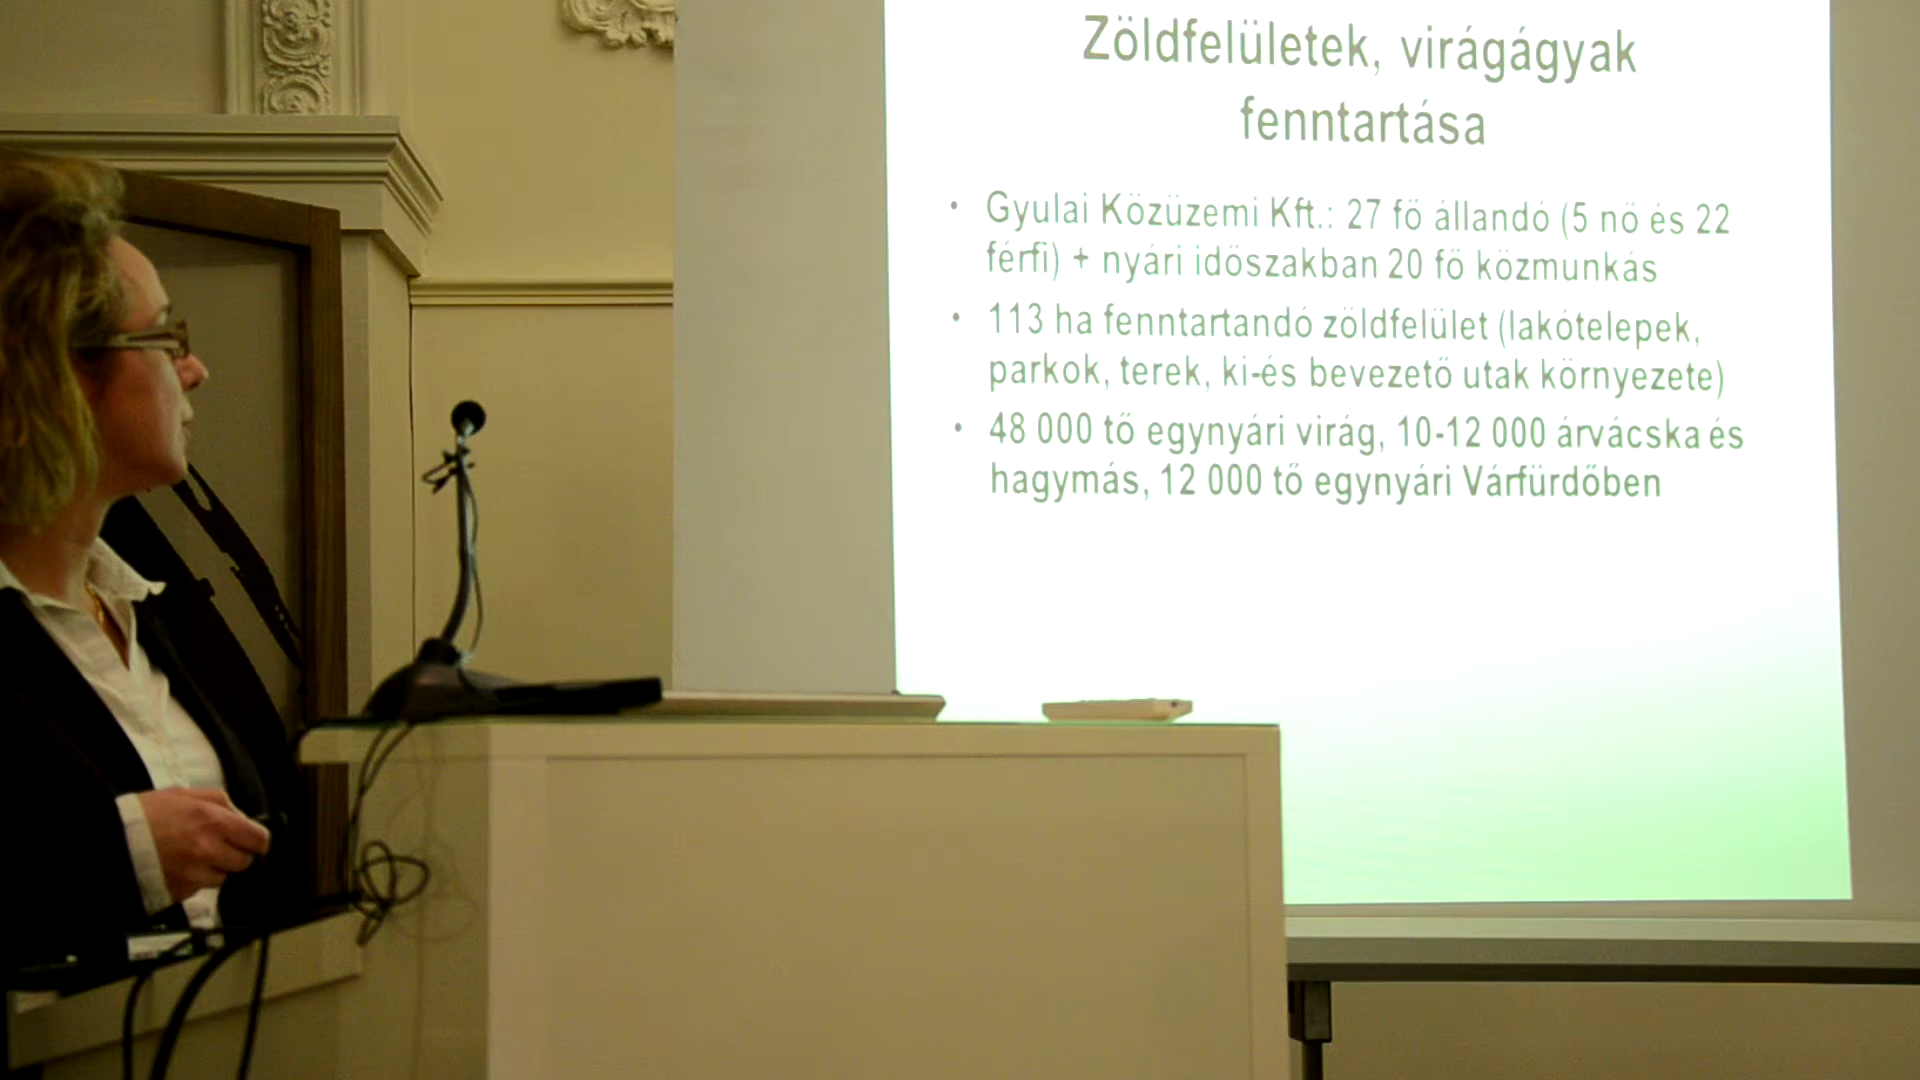 Zöldfelületek, virágágyak
fenntartása
• Gyulai Közüzemi Kft.: 27 fő állandó (5 nő és 22
férfi) + nyári időszakban 20 fő közmunkás
• 113 ha fenntartandó zöldfelület (lakótelepek,
parkok, terek, ki-és bevezető utak környezete)
• 48 000 tő egynyári virág, 10-12 000 árvácska és
hagymás, 12 000 tő egynyári Várfürdőben